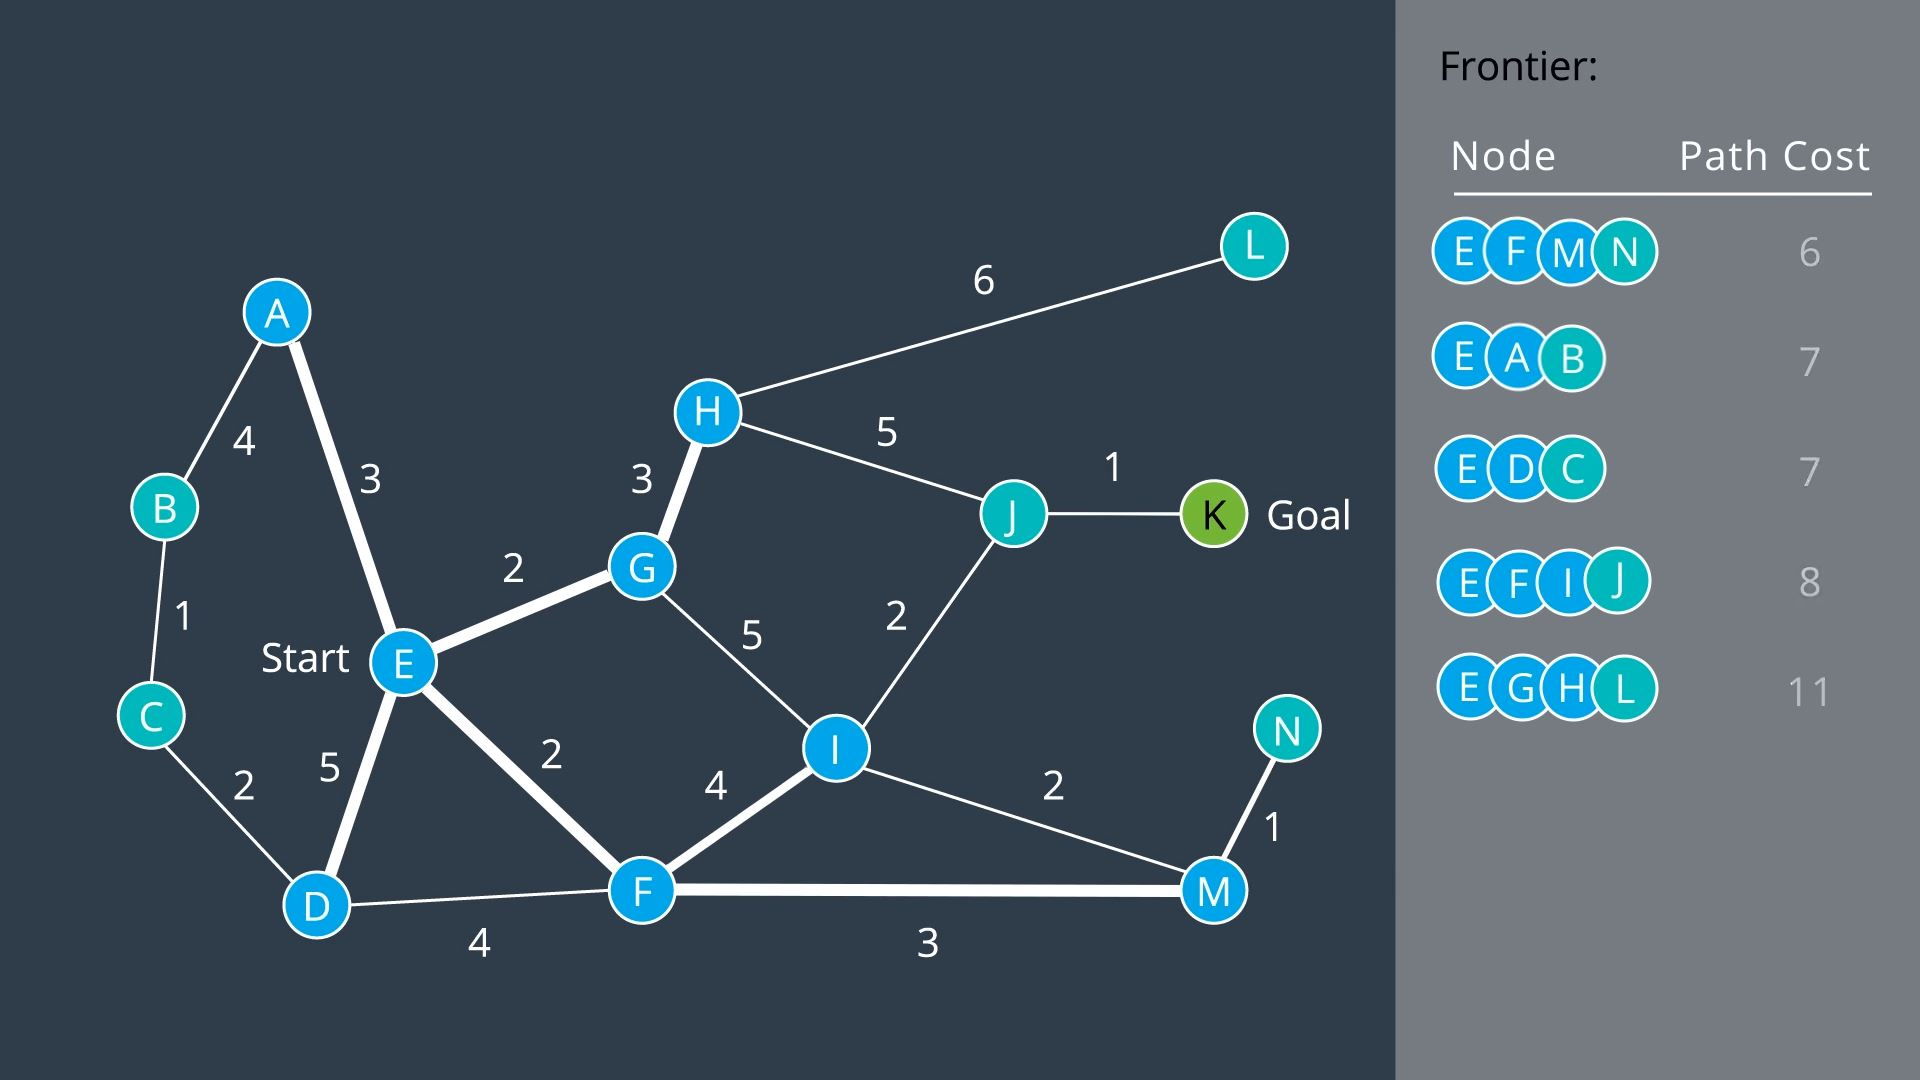 Frontier:
Node Path Cost
E F M N 6
E A B 7
E D C 7
E F I J 8
E G H L 11
L
6
A
H
5
4
3
3
1
B
J
K Goal
2
G
1
2
5
Start E
C
N
5
2
I
2
4
2
1
D
F
M
4
3